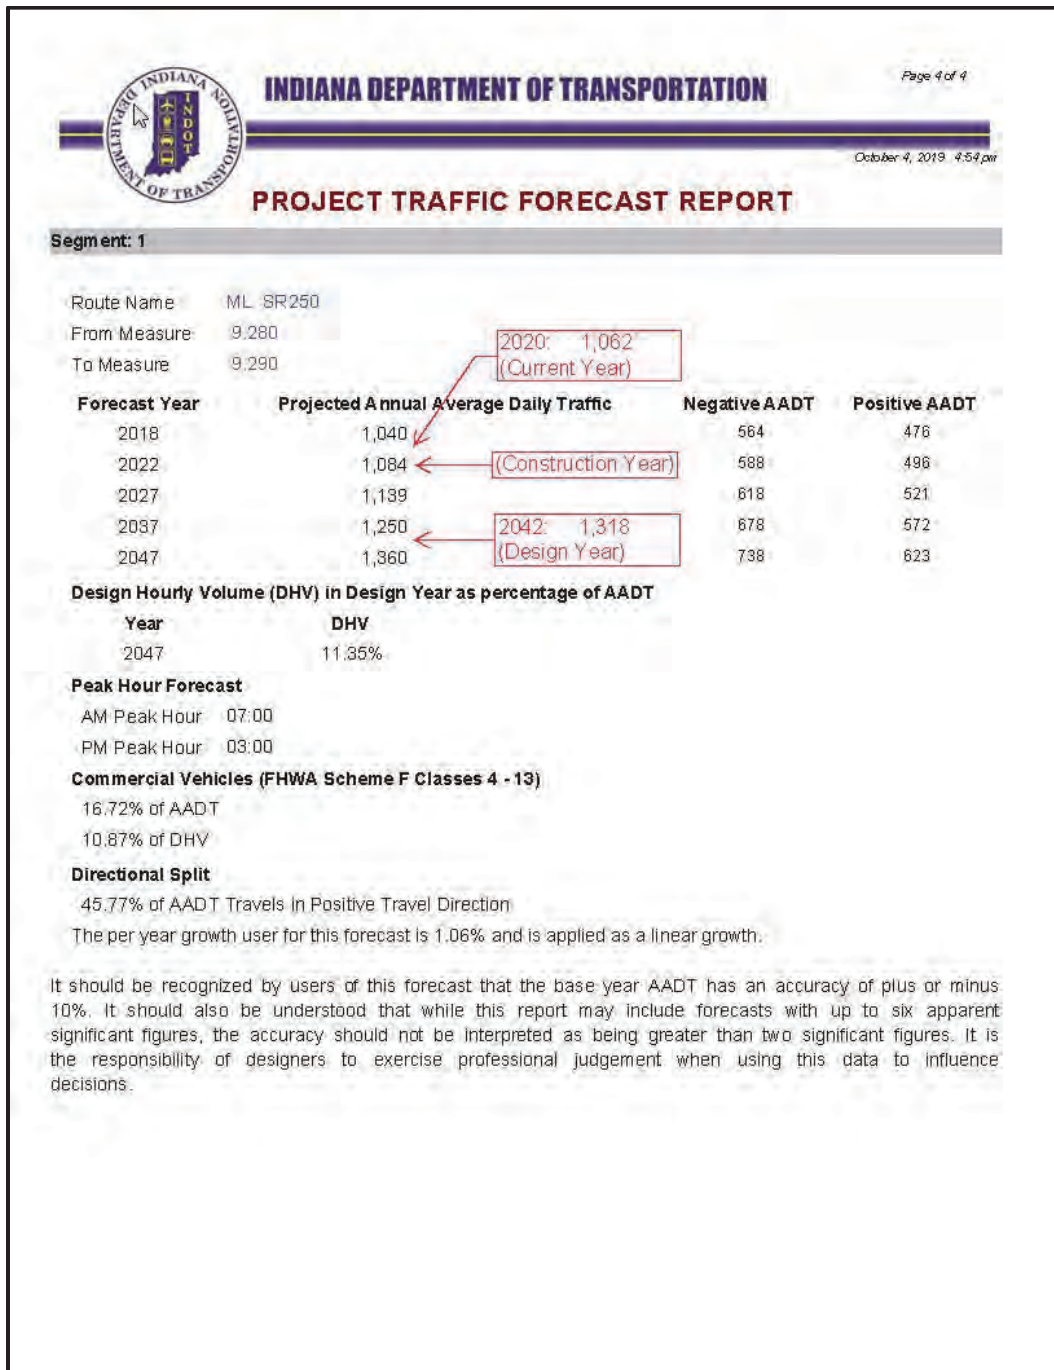 INDIANA DEPARTMENT OF TRANSPORTATION
INDOT
INDIANA DEPARTMENT OF TRANSPORTATION
Page 4 of 4
October 4, 2019 4:54 pm
PROJECT TRAFFIC FORECAST REPORT
Segment: 1
Route Name ML SR250
From Measure 9.280
To Measure 9.290
2020: 1,062
(Current Year)
Forecast Year Projected Annual Average Daily Traffic Negative AADT Positive AADT
2018 1,040 564 476
2022 1,084 (Construction Year) 588 496
2027 1,139 618 521
2037 1,250 2042: 1,318 678 572
(Design Year)
2047 1,360 738 623
Design Hourly Volume (DHV) in Design Year as percentage of AADT
Year DHV
2047 11.35%
Peak Hour Forecast
AM Peak Hour 07:00
PM Peak Hour 03:00
Commercial Vehicles (FHWA Scheme F Classes 4 - 13)
16.72% of AADT
10.87% of DHV
Directional Split
45.77% of AADT Travels in Positive Travel Direction
The per year growth user for this forecast is 1.06% and is applied as a linear growth.
It should be recognized by users of this forecast that the base year AADT has an accuracy of plus or minus
10%. It should also be understood that while this report may include forecasts with up to six apparent
significant figures, the accuracy should not be interpreted as being greater than two significant figures. It is
the responsibility of designers to exercise professional judgement when using this data to influence
decisions.